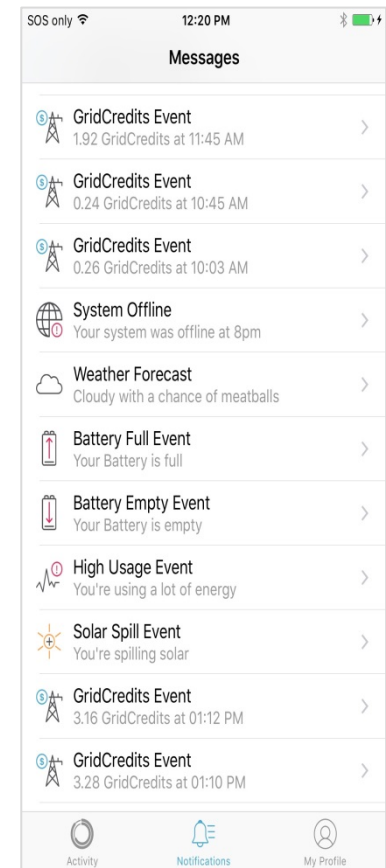 SOS only 12:20 PM
Messages
GridCredits Event
1.92 GridCredits at 11:45 AM
GridCredits Event
0.24 GridCredits at 10:45 AM
GridCredits Event
0.26 GridCredits at 10:03 AM
System Offline
Your system was offline at 8pm
Weather Forecast
Cloudy with a chance of meatballs
Battery Full Event
Your Battery is full
Battery Empty Event
Your Battery is empty
High Usage Event
You're using a lot of energy
Solar Spill Event
You're spilling solar
GridCredits Event
3.16 GridCredits at 01:12 PM
GridCredits Event
3.28 GridCredits at 01:10 PM
Activity Notifications My Profile